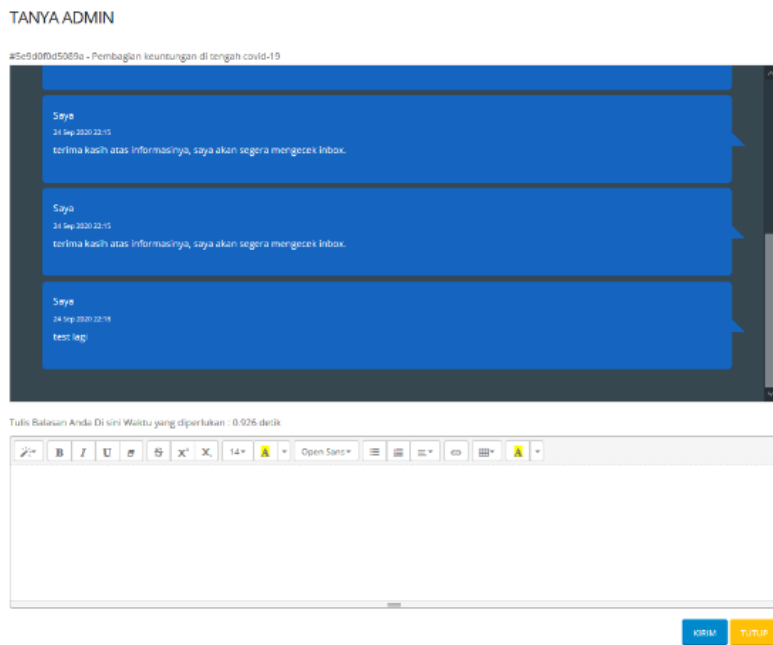 TANYA ADMIN
#5e9d0f0d5089a - Pembagian keuntungan di tengah covid-19
Saya
24 Sep 2020 22:15
terima kasih atas informasinya, saya akan segera mengecek inbox.
Saya
24 Sep 2020 22:15
terima kasih atas informasinya, saya akan segera mengecek inbox.
Saya
24 Sep 2020 22:18
test lagi
Tulis Balasan Anda Di sini Waktu yang diperlukan : 0.926 detik
B I U S X² X₂ 14 A Open Sans A
KIRIM TUTUP